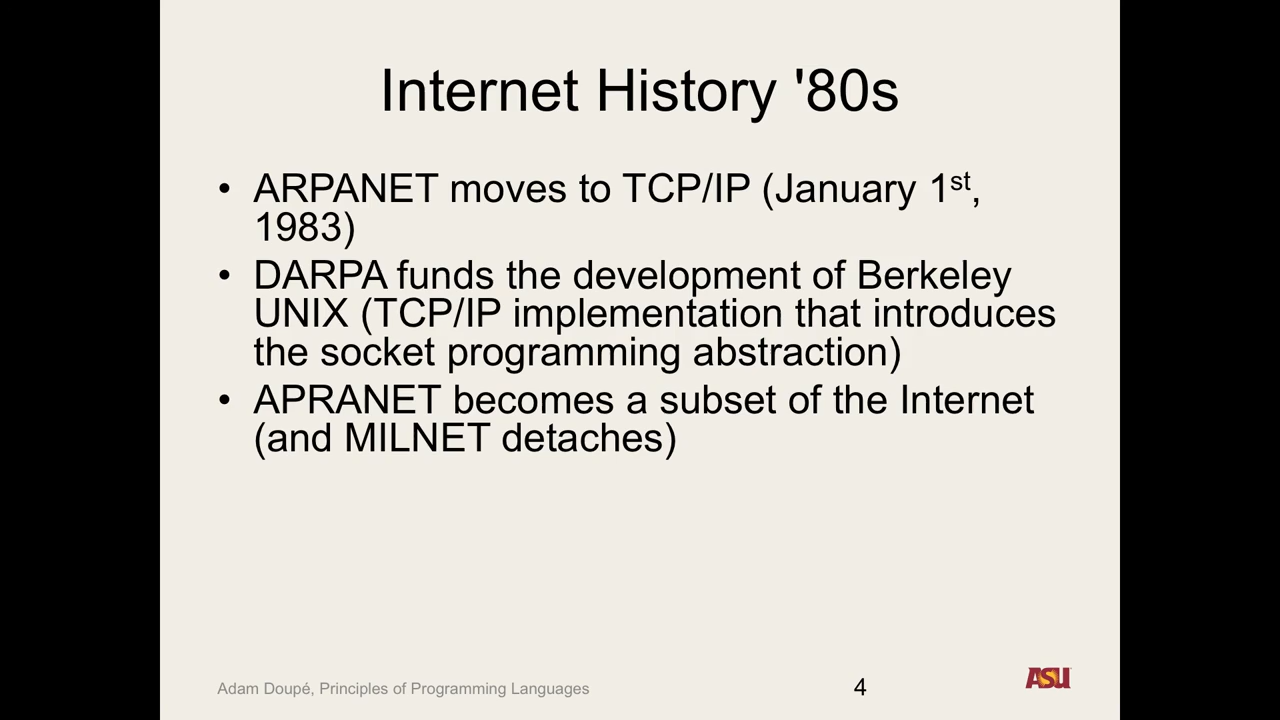 Internet History '80s
• ARPANET moves to TCP/IP (January 1st,
1983)
• DARPA funds the development of Berkeley
UNIX (TCP/IP implementation that introduces
the socket programming abstraction)
• APRANET becomes a subset of the Internet
(and MILNET detaches)
Adam Doupé, Principles of Programming Languages
4
ASU